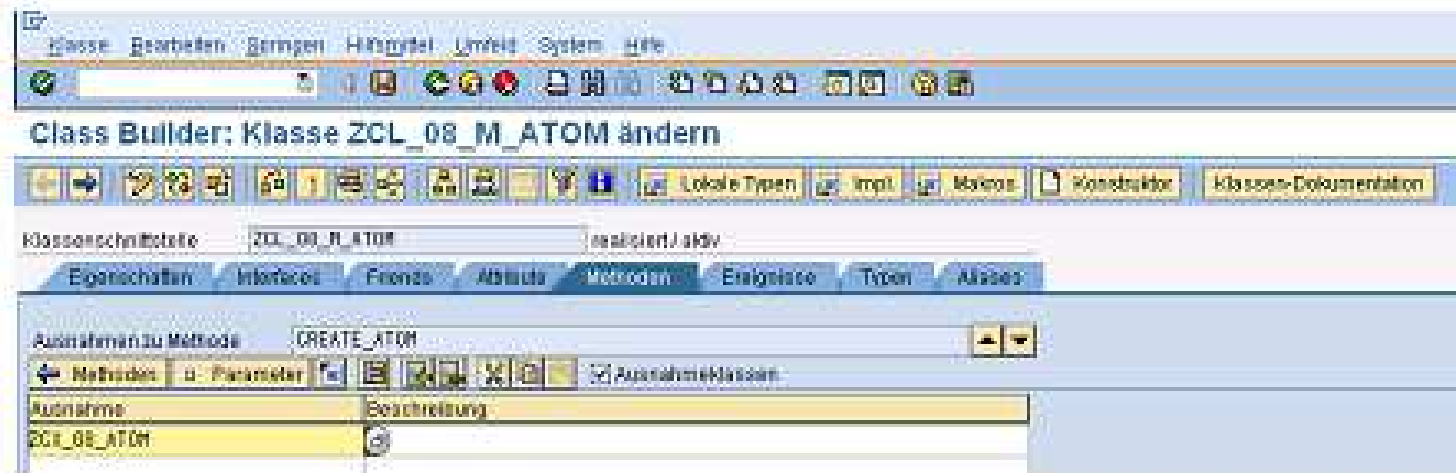 Klasse Bearbeiten Springen Hilfsmittel Umfeld System Hilfe
Class Builder: Klasse ZCL_08_M_ATOM ändern
Lokale Typen Impl. Makros Konstruktor Klassen-Dokumentation
Klassenschnittstelle ZCL_08_M_ATOM realisiert / aktiv
Eigenschaften Interfaces Friends Attribute Methoden Ereignisse Typen Aliases
Ausnahmen zu Methode CREATE_ATOM
Methoden Parameter Ausnahmeklassen
Ausnahme Beschreibung
ZCX_08_ATOM